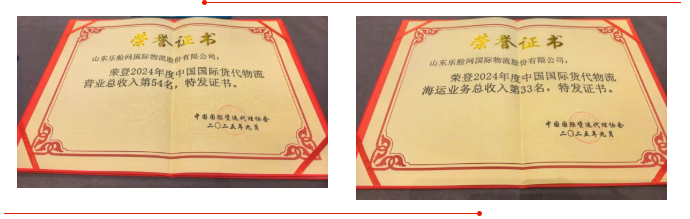 荣誉证书
山东乐舱网国际物流股份有限公司：
荣登2024年度中国国际货代物流
营业总收入第54名，特发证书。
中国国际货运代理协会
二〇二五年九月
荣誉证书
山东乐舱网国际物流股份有限公司：
荣登2024年度中国国际货代物流
海运业务总收入第33名，特发证书。
中国国际货运代理协会
二〇二五年九月